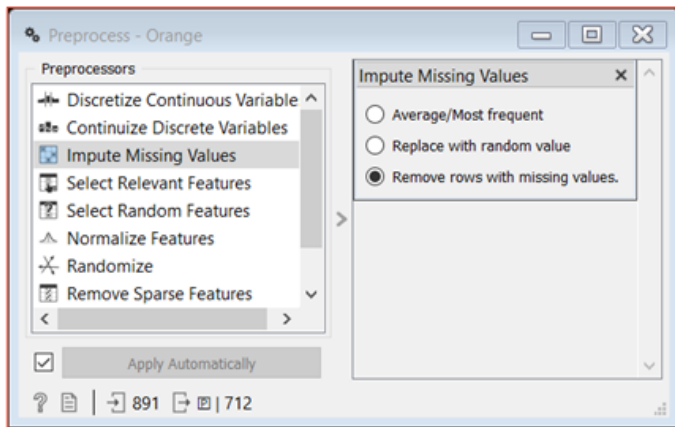 Preprocess - Orange
Preprocessors
Discretize Continuous Variable
Continuize Discrete Variables
Impute Missing Values
Select Relevant Features
Select Random Features
Normalize Features
Randomize
Remove Sparse Features
Apply Automatically
? | 891 P | 712
Impute Missing Values
Average/Most frequent
Replace with random value
Remove rows with missing values.